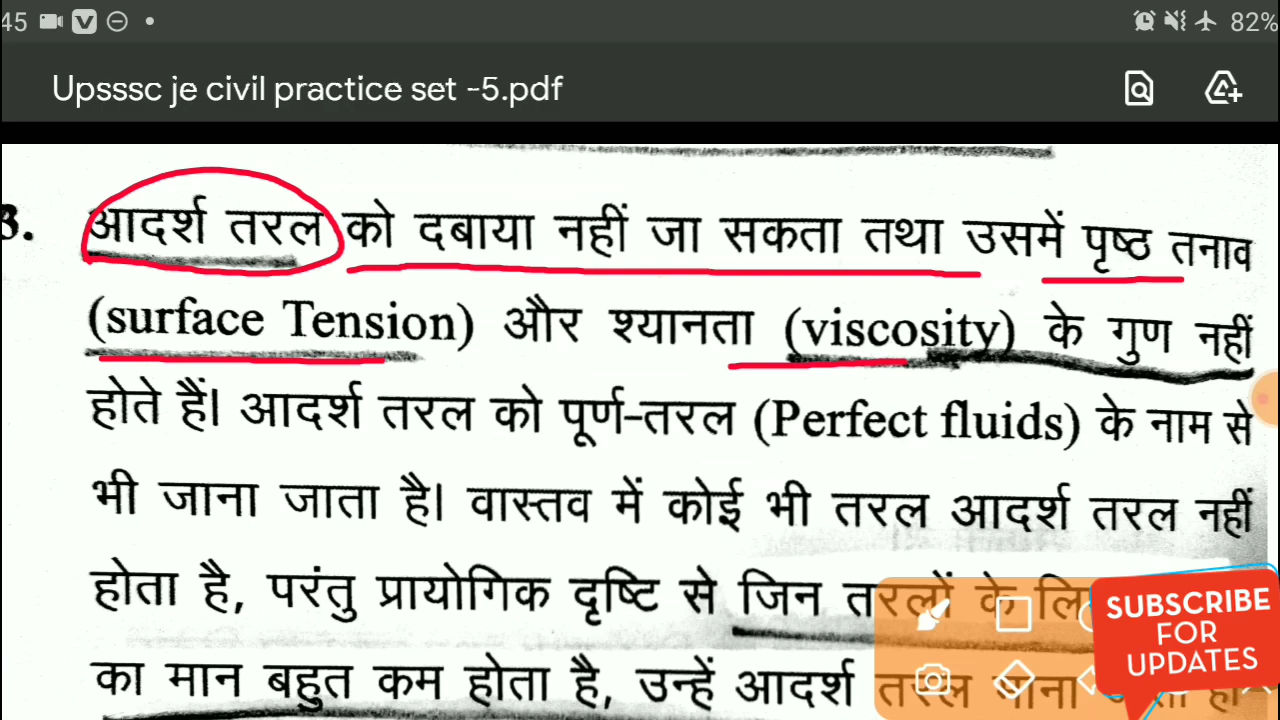 45
82%
Upsssc je civil practice set -5.pdf
3. आदर्श तरल को दबाया नहीं जा सकता तथा उसमें पृष्ठ तनाव
(surface Tension) और श्यानता (viscosity) के गुण नहीं
होते हैं। आदर्श तरल को पूर्ण-तरल (Perfect fluids) के नाम से
भी जाना जाता है। वास्तव में कोई भी तरल आदर्श तरल नहीं
होता है, परंतु प्रायोगिक दृष्टि से जिन तरलों के
का मान बहुत कम होता है, उन्हें आदर्श तरल माना
SUBSCRIBE
FOR
UPDATES